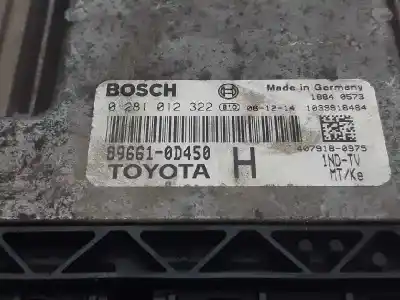 BOSCH Made in Germany
1884 0573
0 281 012 322 06-12-14 1039S18484
407918-0975
89661-0D450 H 1ND-TV
TOYOTA MT/Ke